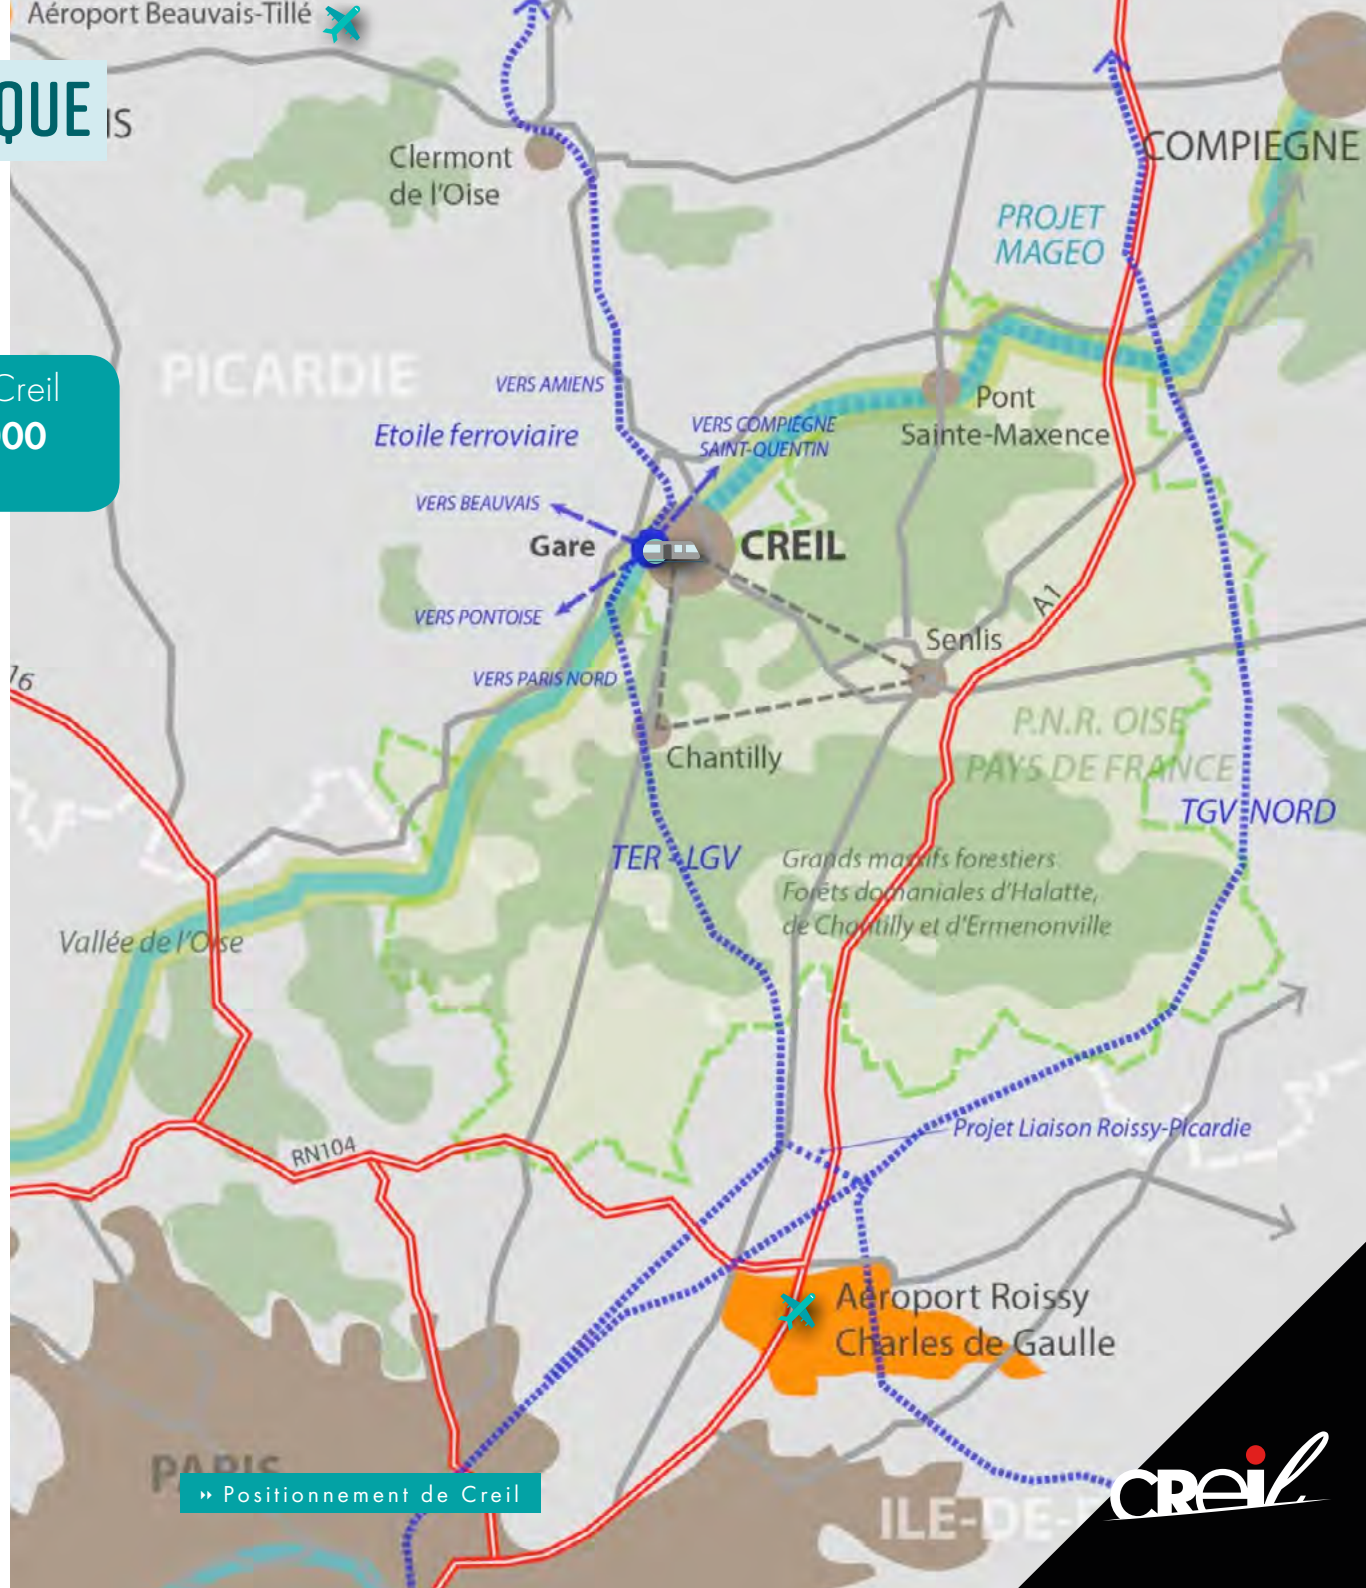 Aéroport Beauvais-Tillé
QUE
IS
COMPIEGNE
Clermont
de l'Oise
PROJET
MAGEO
PICARDIE
Creil
VERS AMIENS
Pont
Sainte-Maxence
Etoile ferroviaire
VERS COMPIEGNE
SAINT-QUENTIN
VERS BEAUVAIS
Gare
CREIL
A1
VERS PONTOISE
Senlis
VERS PARIS NORD
P.N.R. OISE
PAYS DE FRANCE
Chantilly
TGV NORD
TER - LGV
Grands massifs forestiers
Forêts domaniales d'Halatte,
de Chantilly et d'Ermenonville
Vallée de l'Oise
Projet Liaison Roissy-Picardie
RN104
Aéroport Roissy
Charles de Gaulle
PARIS
Positionnement de Creil
ILE-DE-
CReil